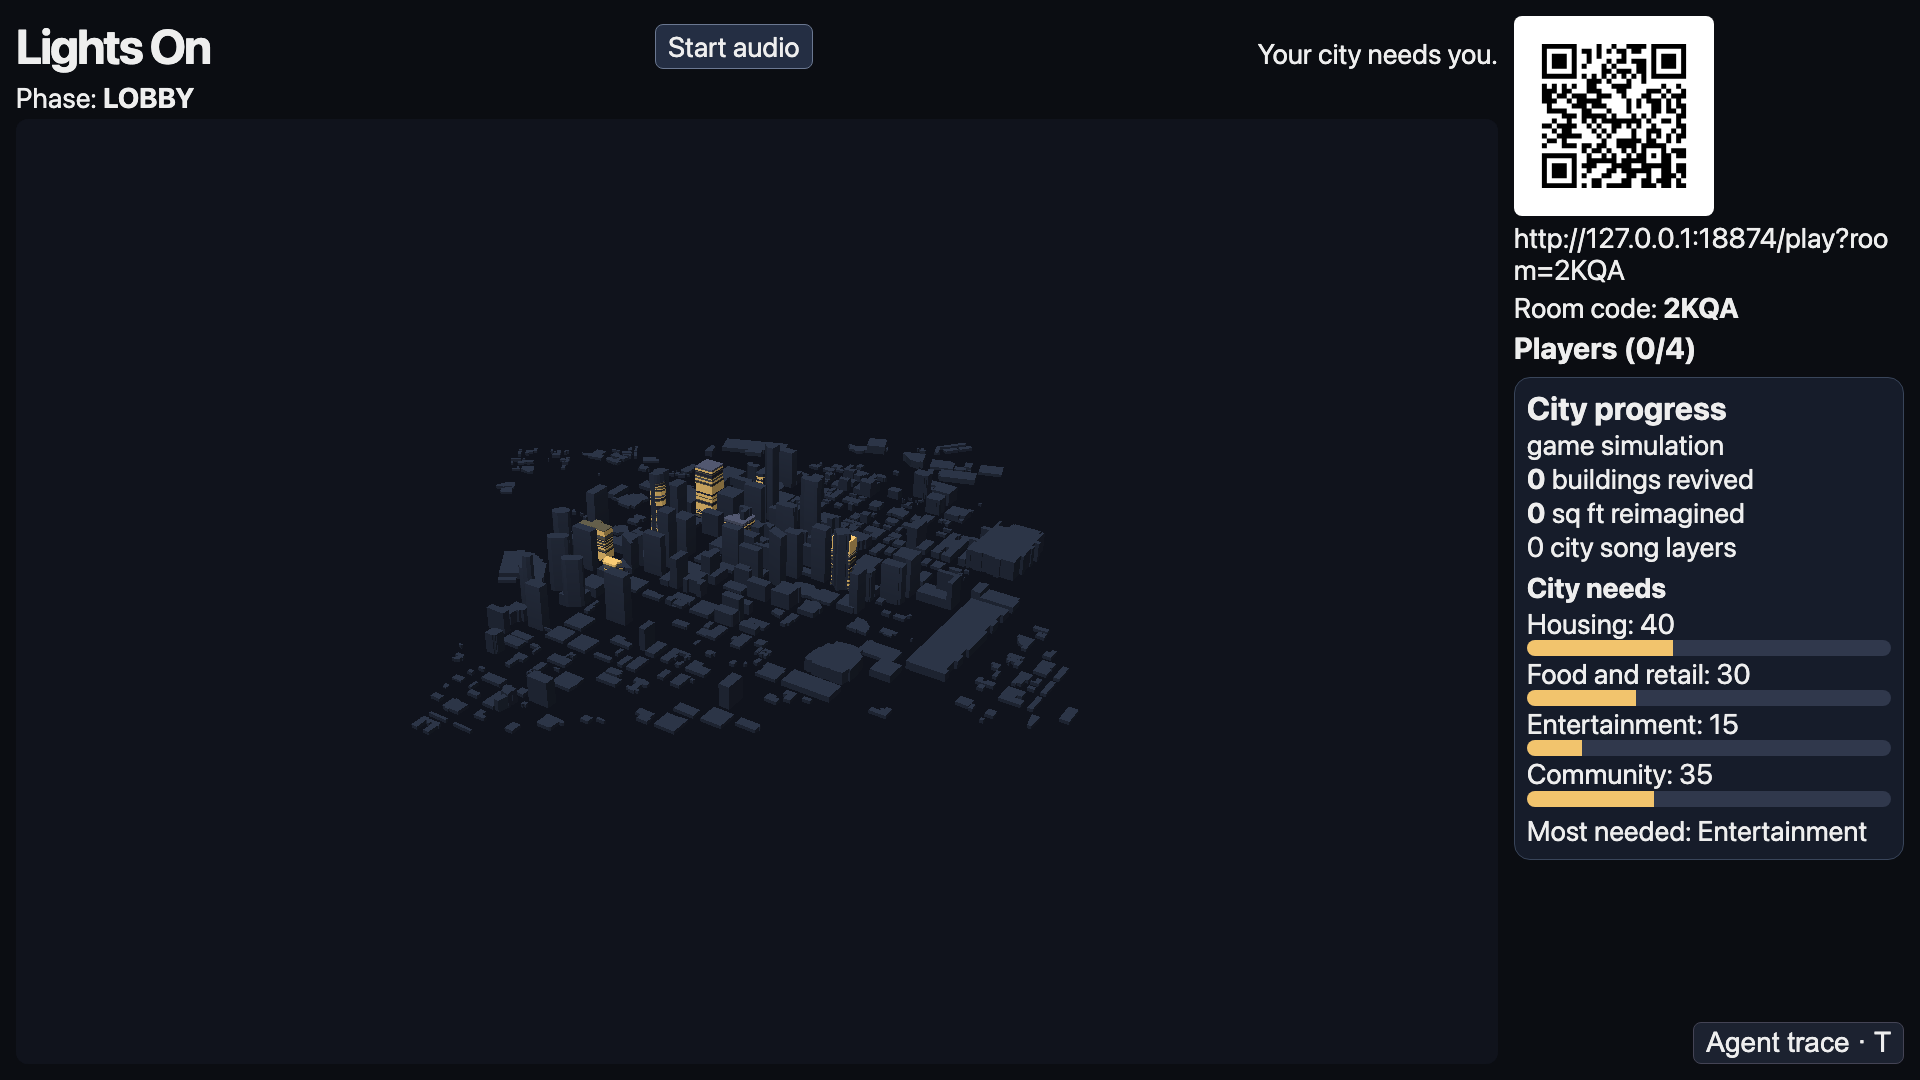 Lights On
Phase: LOBBY
Start audio
Your city needs you.
http://127.0.0.1:18874/play?roo
m=2KQA
Room code: 2KQA
Players (0/4)
City progress
game simulation
0 buildings revived
0 sq ft reimagined
0 city song layers
City needs
Housing: 40
Food and retail: 30
Entertainment: 15
Community: 35
Most needed: Entertainment
Agent trace · T